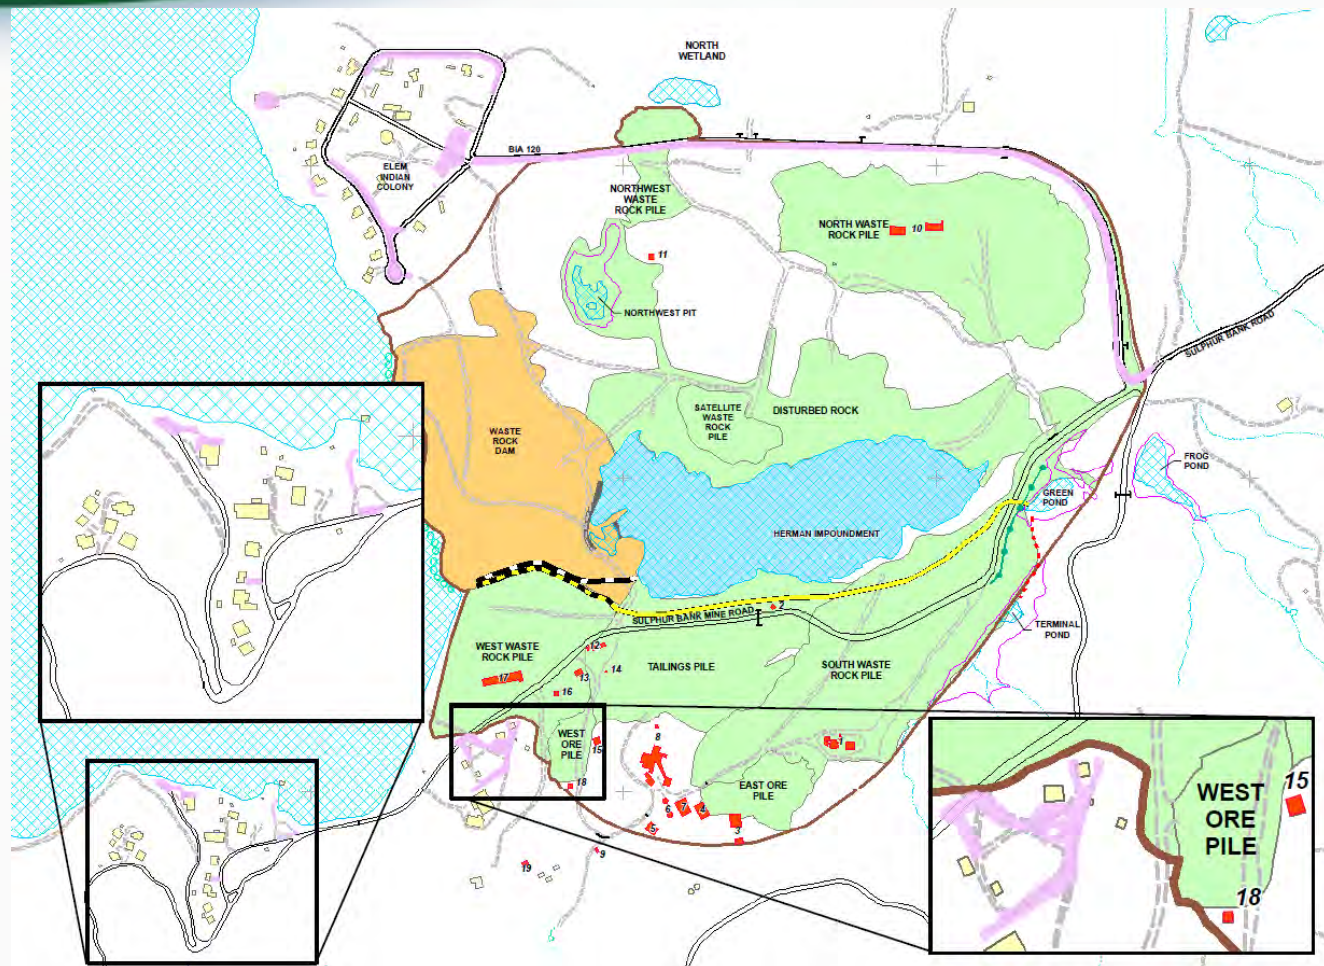 NORTH
WETLAND
BIA 120
ELEM
INDIAN
COLONY
NORTHWEST
WASTE
ROCK PILE
NORTH WASTE
ROCK PILE
10
11
NORTHWEST PIT
SULPHUR BANK ROAD
SATELLITE
WASTE
ROCK
PILE
DISTURBED ROCK
WASTE
ROCK
DAM
FROG
POND
GREEN
POND
HERMAN IMPOUNDMENT
2
SULPHUR BANK MINE ROAD
TERMINAL
POND
WEST WASTE
ROCK PILE
12
TAILINGS PILE
SOUTH WASTE
ROCK PILE
14
13
17
16
WEST
ORE
PILE
15
8
1
18
EAST ORE
PILE
6
7
4
5
3
9
19
WEST
ORE
PILE
15
18